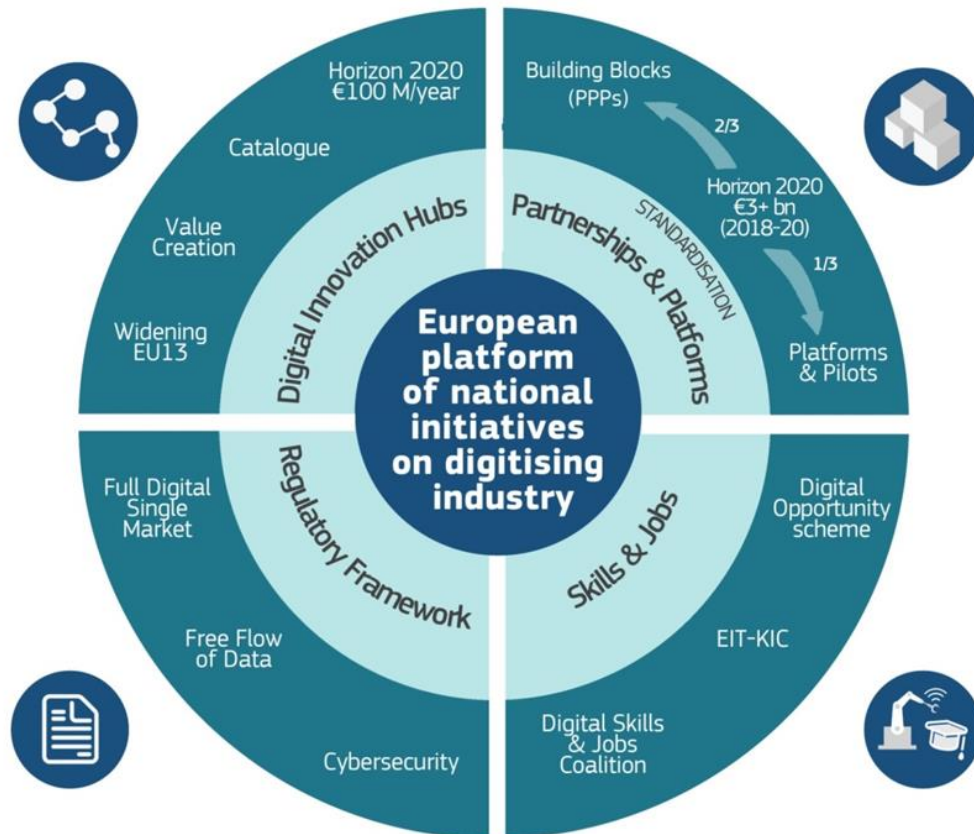 Horizon 2020
€100 M/year
Catalogue
Value
Creation
Widening
EU13
Digital Innovation Hubs
Building Blocks
(PPPs)
2/3
Horizon 2020
€3+ bn
(2018-20)
1/3
Platforms
& Pilots
STANDARDISATION
Partnerships & Platforms
European
platform
of national
initiatives
on digitising
industry
Full Digital
Single
Market
Free Flow
of Data
Cybersecurity
Regulatory Framework
Skills & Jobs
Digital
Opportunity
scheme
EIT-KIC
Digital Skills
& Jobs
Coalition